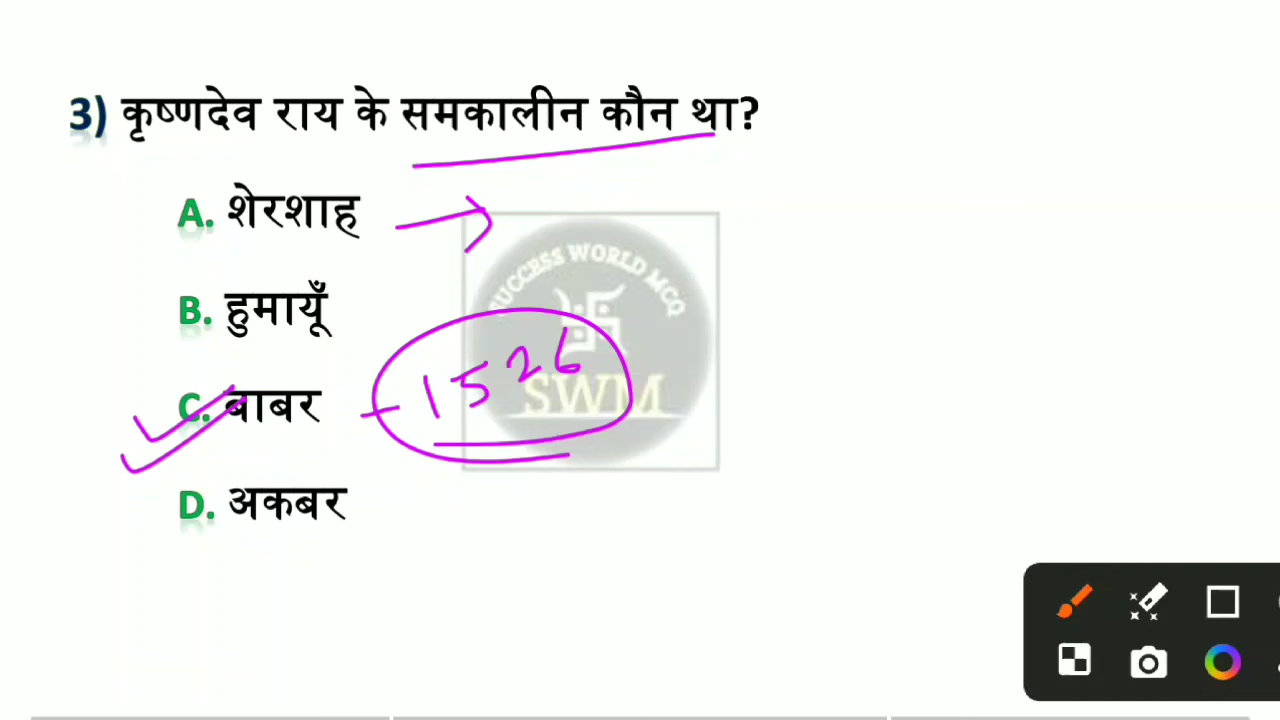 3) कृष्णदेव राय के समकालीन कौन था?
A. शेरशाह
SUCCESS WORLD MCQ
B. हुमायूँ
1526
C. बाबर
SWM
D. अकबर